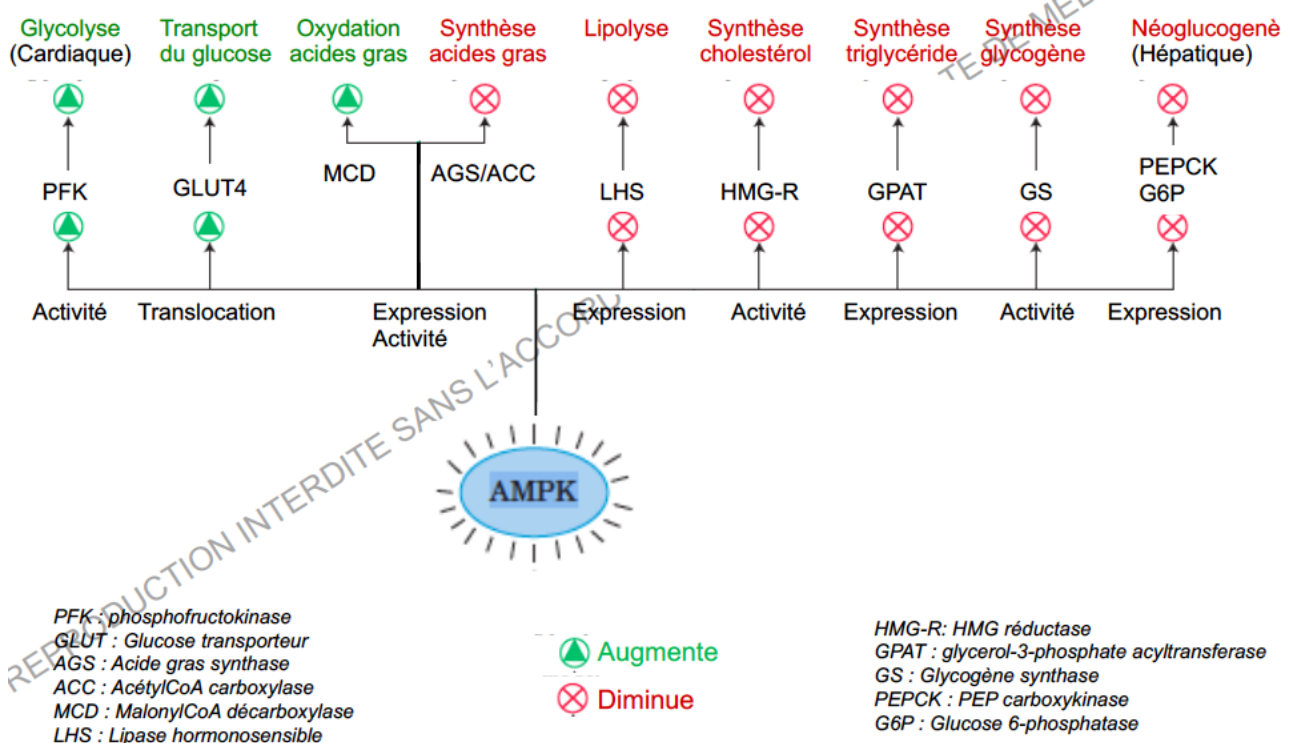 Glycolyse
(Cardiaque)
Transport
du glucose
Oxydation
acides gras
Synthèse
acides gras
Lipolyse
Synthèse
cholestérol
Synthèse
triglycéride
Synthèse
glycogène
Néoglucogenè
(Hépatique)
PFK
GLUT4
MCD
AGS/ACC
LHS
HMG-R
GPAT
GS
PEPCK
G6P
Activité
Translocation
Expression
Activité
Expression
Activité
Expression
Activité
Expression
AMPK
REPRODUCTION INTERDITE SANS L'ACCORD
TE DE MÉ
PFK : phosphofructokinase
GLUT : Glucose transporteur
AGS : Acide gras synthase
ACC : AcétylCoA carboxylase
MCD : MalonylCoA décarboxylase
LHS : Lipase hormonosensible
Augmente
Diminue
HMG-R: HMG réductase
GPAT : glycerol-3-phosphate acyltransferase
GS : Glycogène synthase
PEPCK : PEP carboxykinase
G6P : Glucose 6-phosphatase